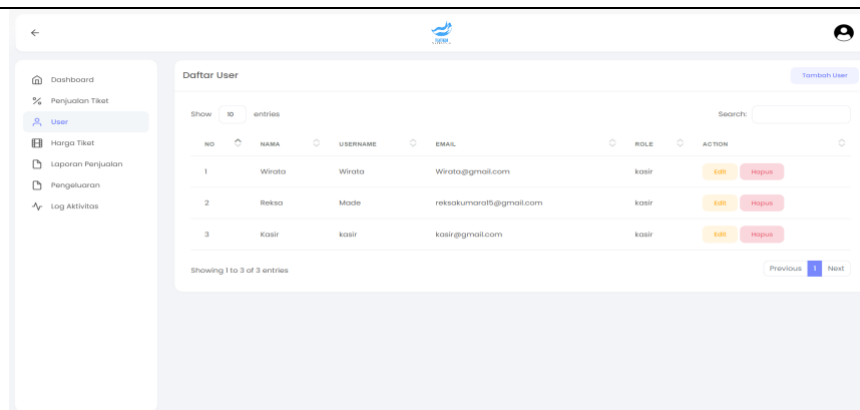 Dashboard
Penjualan Tiket
User
Harga Tiket
Laporan Penjualan
Pengeluaran
Log Aktivitas
Daftar User
Tambah User
Show 10 entries
Search:
NO NAMA USERNAME EMAIL ROLE ACTION
1 Wirata Wirata Wirata@gmail.com kasir Edit Hapus
2 Reksa Made reksakumara15@gmail.com kasir Edit Hapus
3 Kasir kasir kasir@gmail.com kasir Edit Hapus
Showing 1 to 3 of 3 entries
Previous 1 Next